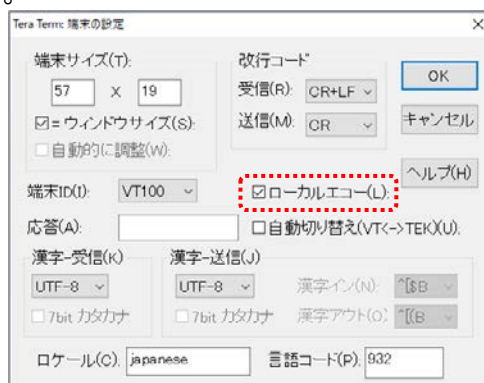 。
Tera Term: 端末の設定
端末サイズ(T):
57 X 19
=ウィンドウサイズ(S):
自動的に調整(W):
改行コード
受信(R): CR+LF
送信(M): CR
OK
キャンセル
ヘルプ(H)
端末ID(I): VT100
ローカルエコー(L):
応答(A):
自動切り替え(VT<->TEK)(U):
漢字-受信(K)
UTF-8
7bit カタカナ
漢字-送信(J)
UTF-8
7bit カタカナ
漢字イン(N): ^[$B
漢字アウト(O): ^[(B
ロケール(C): japanese
言語コード(P): 932